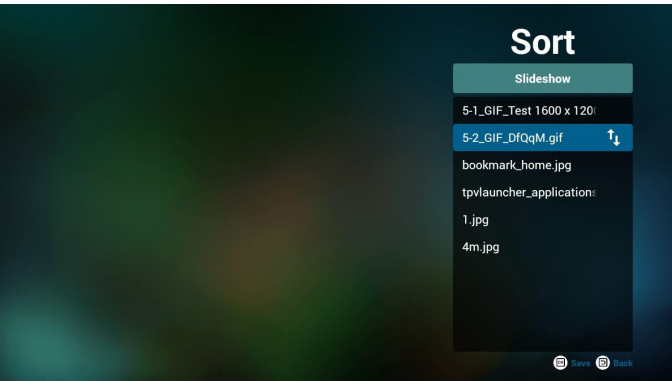 Sort
Slideshow
5-1_GIF_Test 1600 x 120
5-2_GIF_DfQqM.gif
bookmark_home.jpg
tpvlauncher_applications
1.jpg
4m.jpg
Save Back